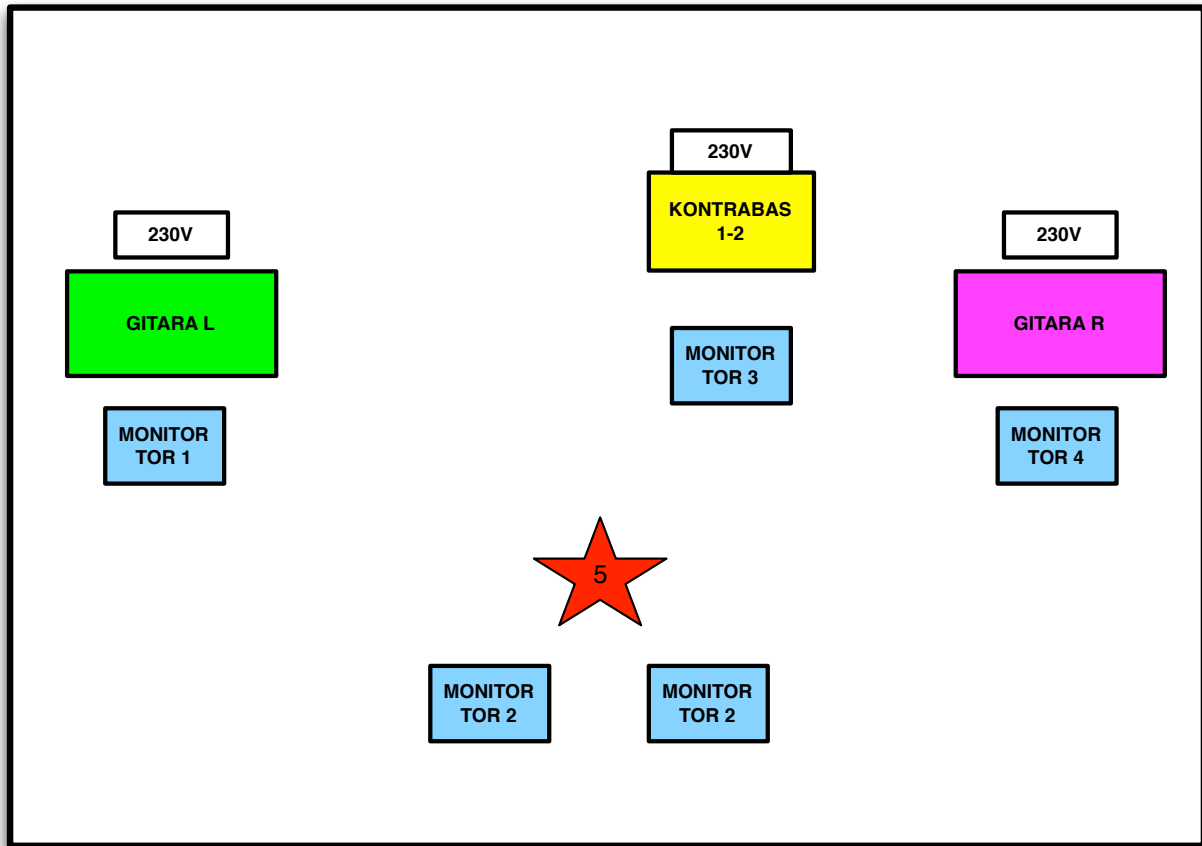 230V
KONTRABAS
1-2
230V
230V
GITARA L
GITARA R
MONITOR
TOR 3
MONITOR
TOR 1
MONITOR
TOR 4
5
MONITOR
TOR 2
MONITOR
TOR 2